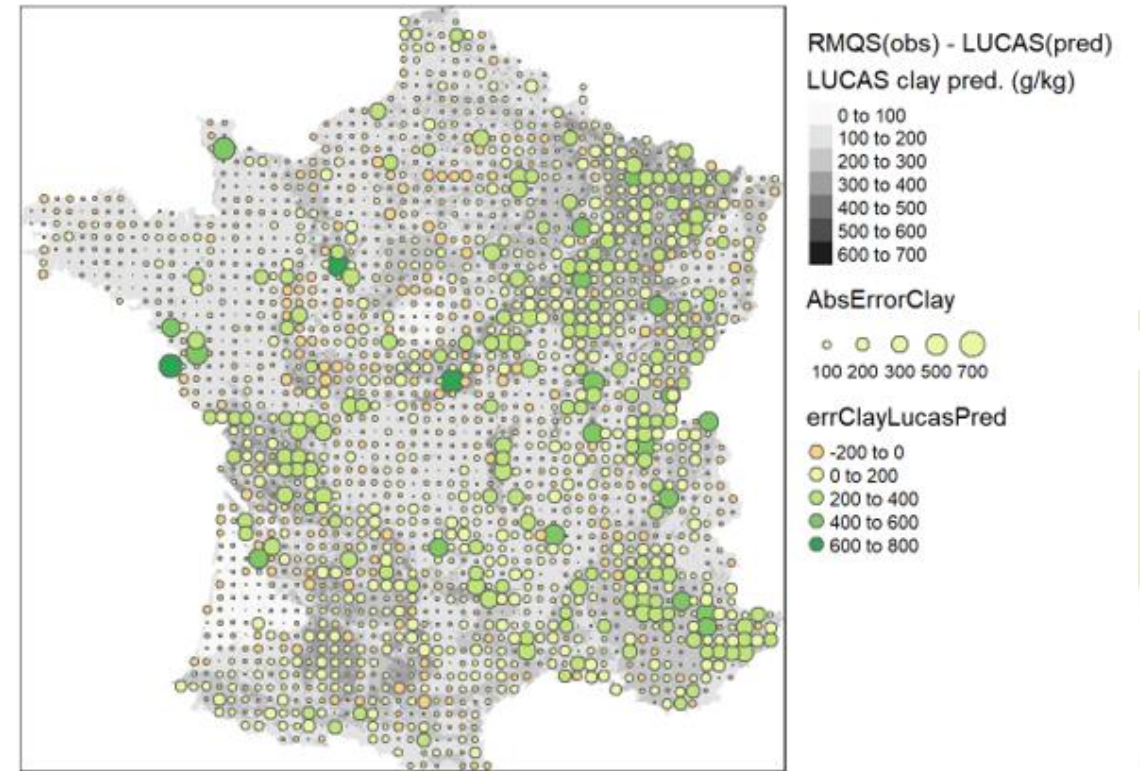 RMQS(obs) - LUCAS(pred)
LUCAS clay pred. (g/kg)
0 to 100
100 to 200
200 to 300
300 to 400
400 to 500
500 to 600
600 to 700
AbsErrorClay
100 200 300 500 700
errClayLucasPred
-200 to 0
0 to 200
200 to 400
400 to 600
600 to 800